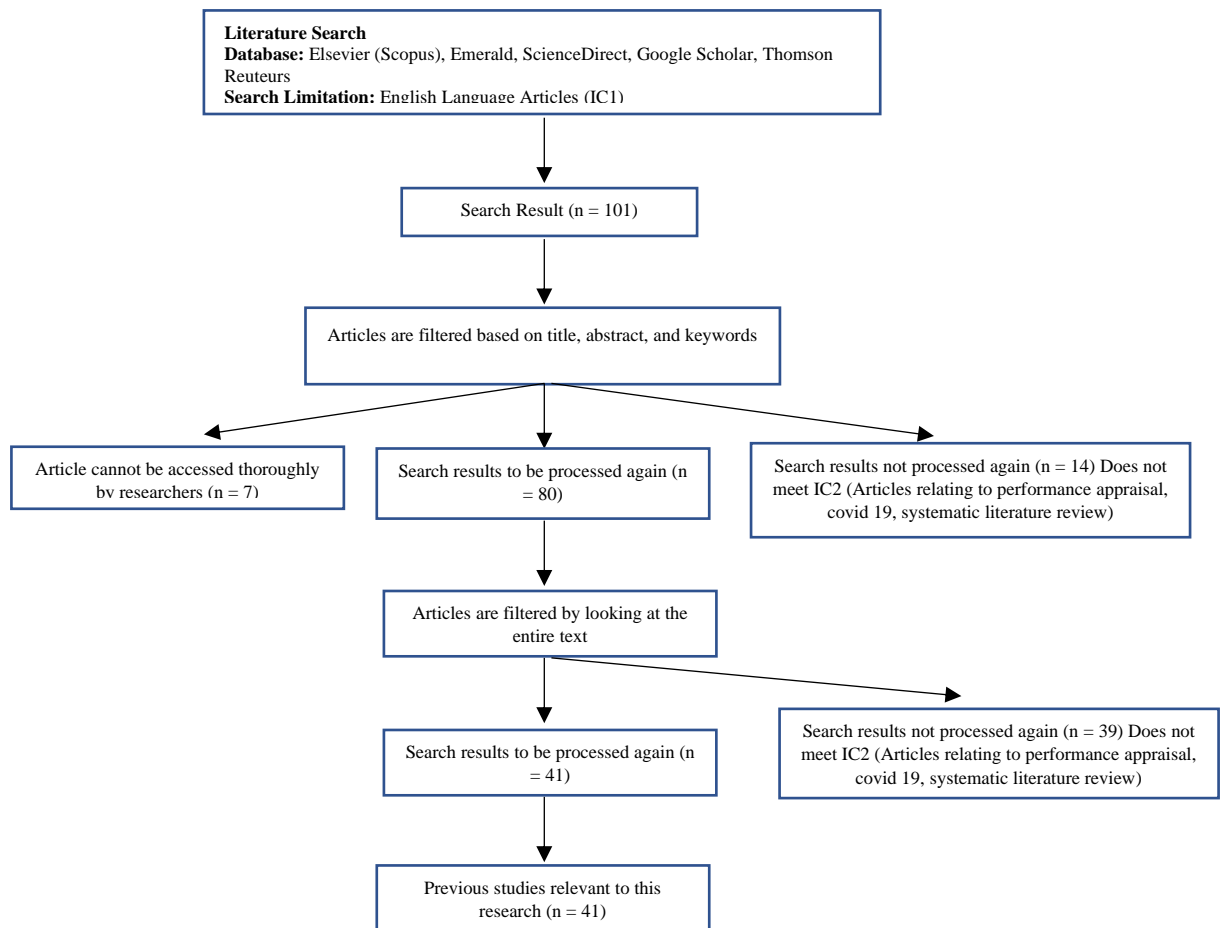 Literature Search
Database: Elsevier (Scopus), Emerald, ScienceDirect, Google Scholar, Thomson
Reuteurs
Search Limitation: English Language Articles (IC1)
Search Result (n = 101)
Articles are filtered based on title, abstract, and keywords
Article cannot be accessed thoroughly
by researchers (n = 7)
Search results to be processed again (n
= 80)
Search results not processed again (n = 14) Does not
meet IC2 (Articles relating to performance appraisal,
covid 19, systematic literature review)
Articles are filtered by looking at the
entire text
Search results to be processed again (n
= 41)
Search results not processed again (n = 39) Does not
meet IC2 (Articles relating to performance appraisal,
covid 19, systematic literature review)
Previous studies relevant to this
research (n = 41)